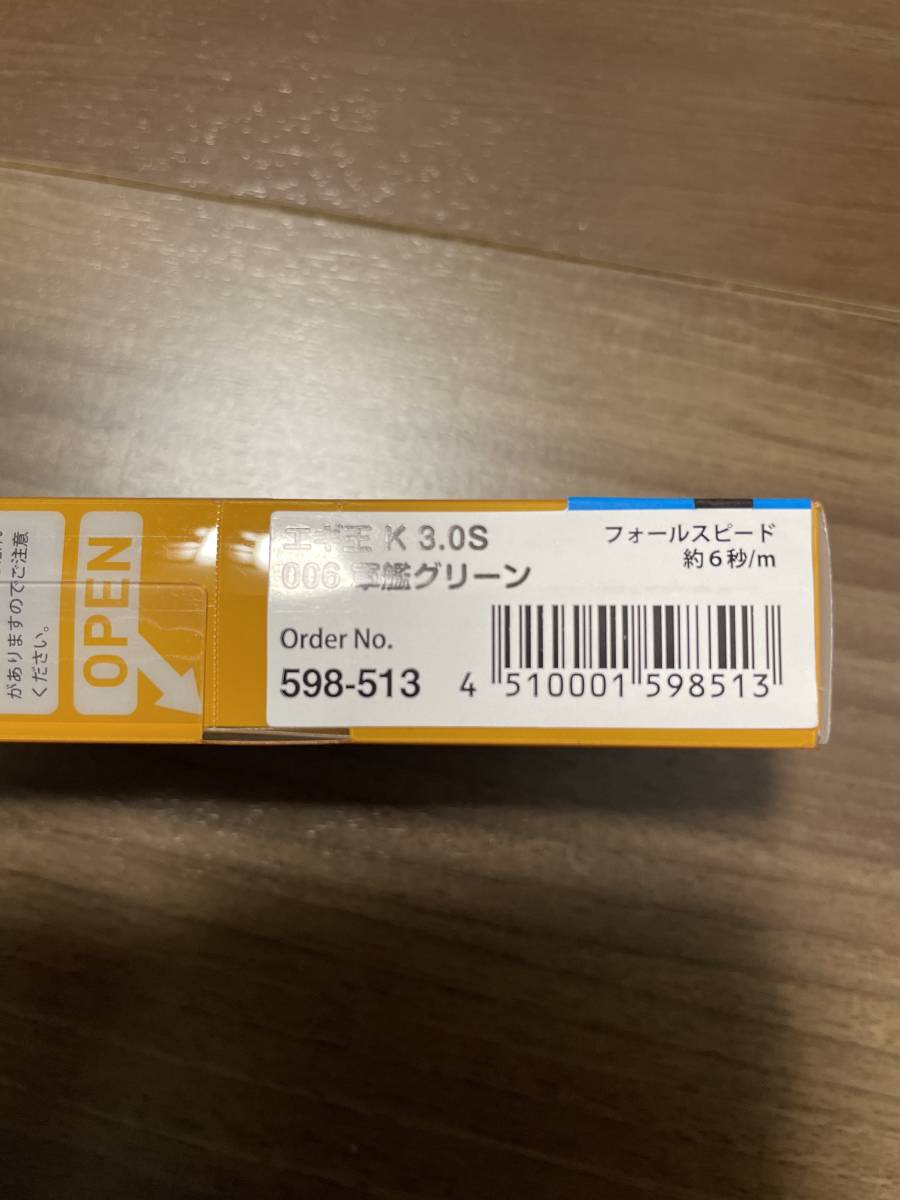 エギ王 K 3.0S
006 軍艦グリーン
フォールスピード
約6秒/m
Order No.
598-513
4 510001 598513
OPEN
がありますのでご注意
ください。